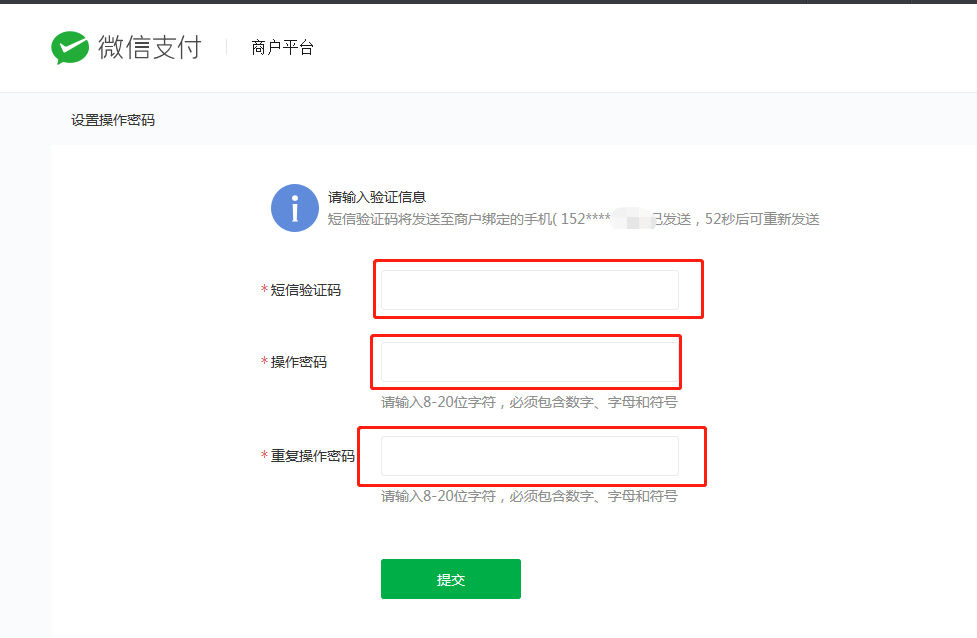 微信支付 商户平台
设置操作密码
请输入验证信息
短信验证码将发送至商户绑定的手机( 152**** 已发送，52秒后可重新发送
*短信验证码
*操作密码
请输入8-20位字符，必须包含数字、字母和符号
*重复操作密码
请输入8-20位字符，必须包含数字、字母和符号
提交